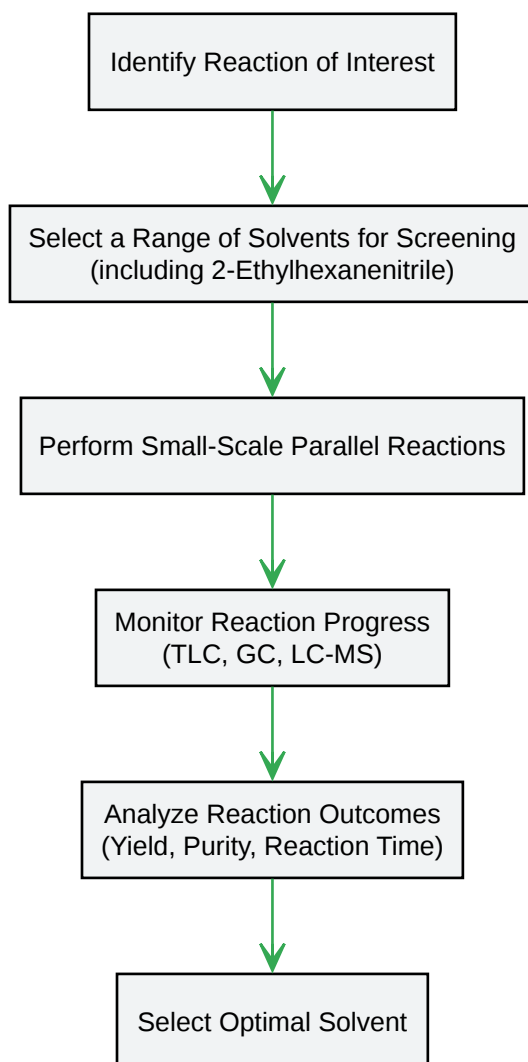 Identify Reaction of Interest
Select a Range of Solvents for Screening
(including 2-Ethylhexanenitrile)
Perform Small-Scale Parallel Reactions
Monitor Reaction Progress
(TLC, GC, LC-MS)
Analyze Reaction Outcomes
(Yield, Purity, Reaction Time)
Select Optimal Solvent